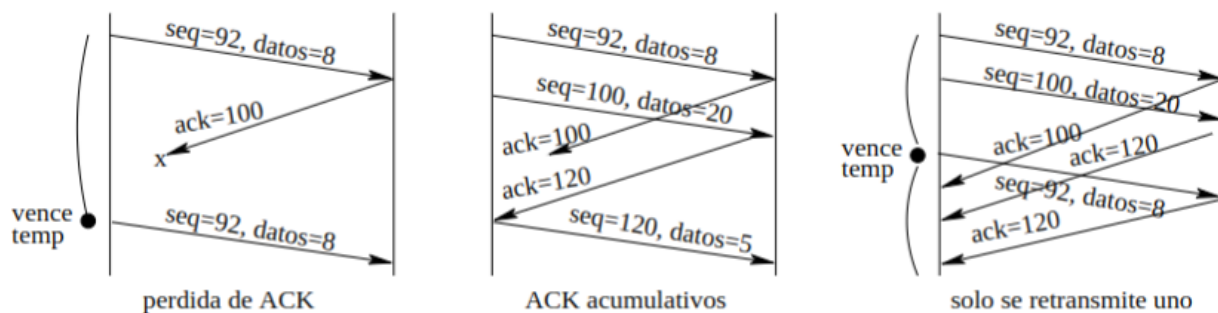 seq=92, datos=8
ack=100
x
vence
temp
seq=92, datos=8
perdida de ACK
seq=92, datos=8
seq=100, datos=20
ack=100
ack=120
seq=120, datos=5
ACK acumulativos
seq=92, datos=8
seq=100, datos=20
ack=100
ack=120
vence
temp
seq=92, datos=8
ack=120
solo se retransmite uno